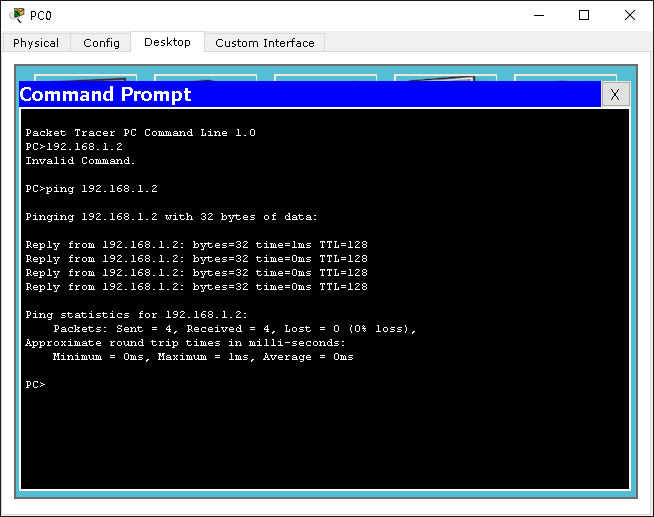 PC0
Physical Config Desktop Custom Interface
Command Prompt X
Packet Tracer PC Command Line 1.0
PC>192.168.1.2
Invalid Command.
PC>ping 192.168.1.2
Pinging 192.168.1.2 with 32 bytes of data:
Reply from 192.168.1.2: bytes=32 time=1ms TTL=128
Reply from 192.168.1.2: bytes=32 time=0ms TTL=128
Reply from 192.168.1.2: bytes=32 time=0ms TTL=128
Reply from 192.168.1.2: bytes=32 time=0ms TTL=128
Ping statistics for 192.168.1.2:
Packets: Sent = 4, Received = 4, Lost = 0 (0% loss),
Approximate round trip times in milli-seconds:
Minimum = 0ms, Maximum = 1ms, Average = 0ms
PC>